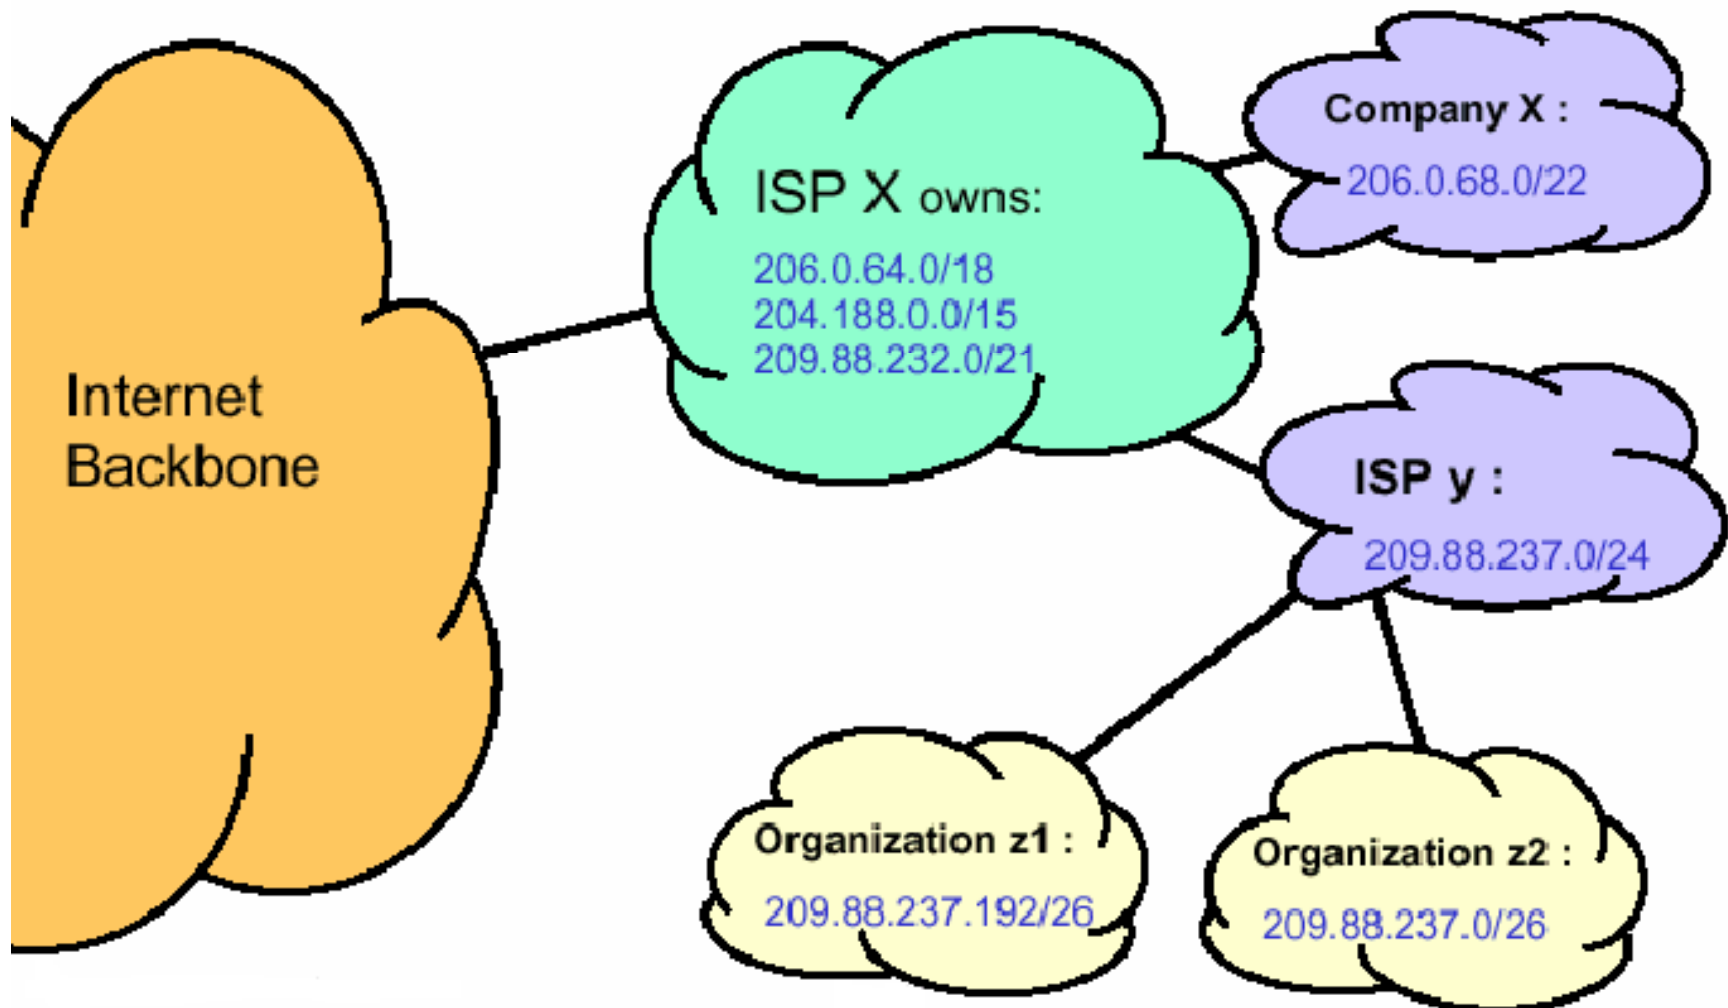 Internet
Backbone
ISP X owns:
206.0.64.0/18
204.188.0.0/15
209.88.232.0/21
Company X :
206.0.68.0/22
ISP y :
209.88.237.0/24
Organization z1 :
209.88.237.192/26
Organization z2 :
209.88.237.0/26